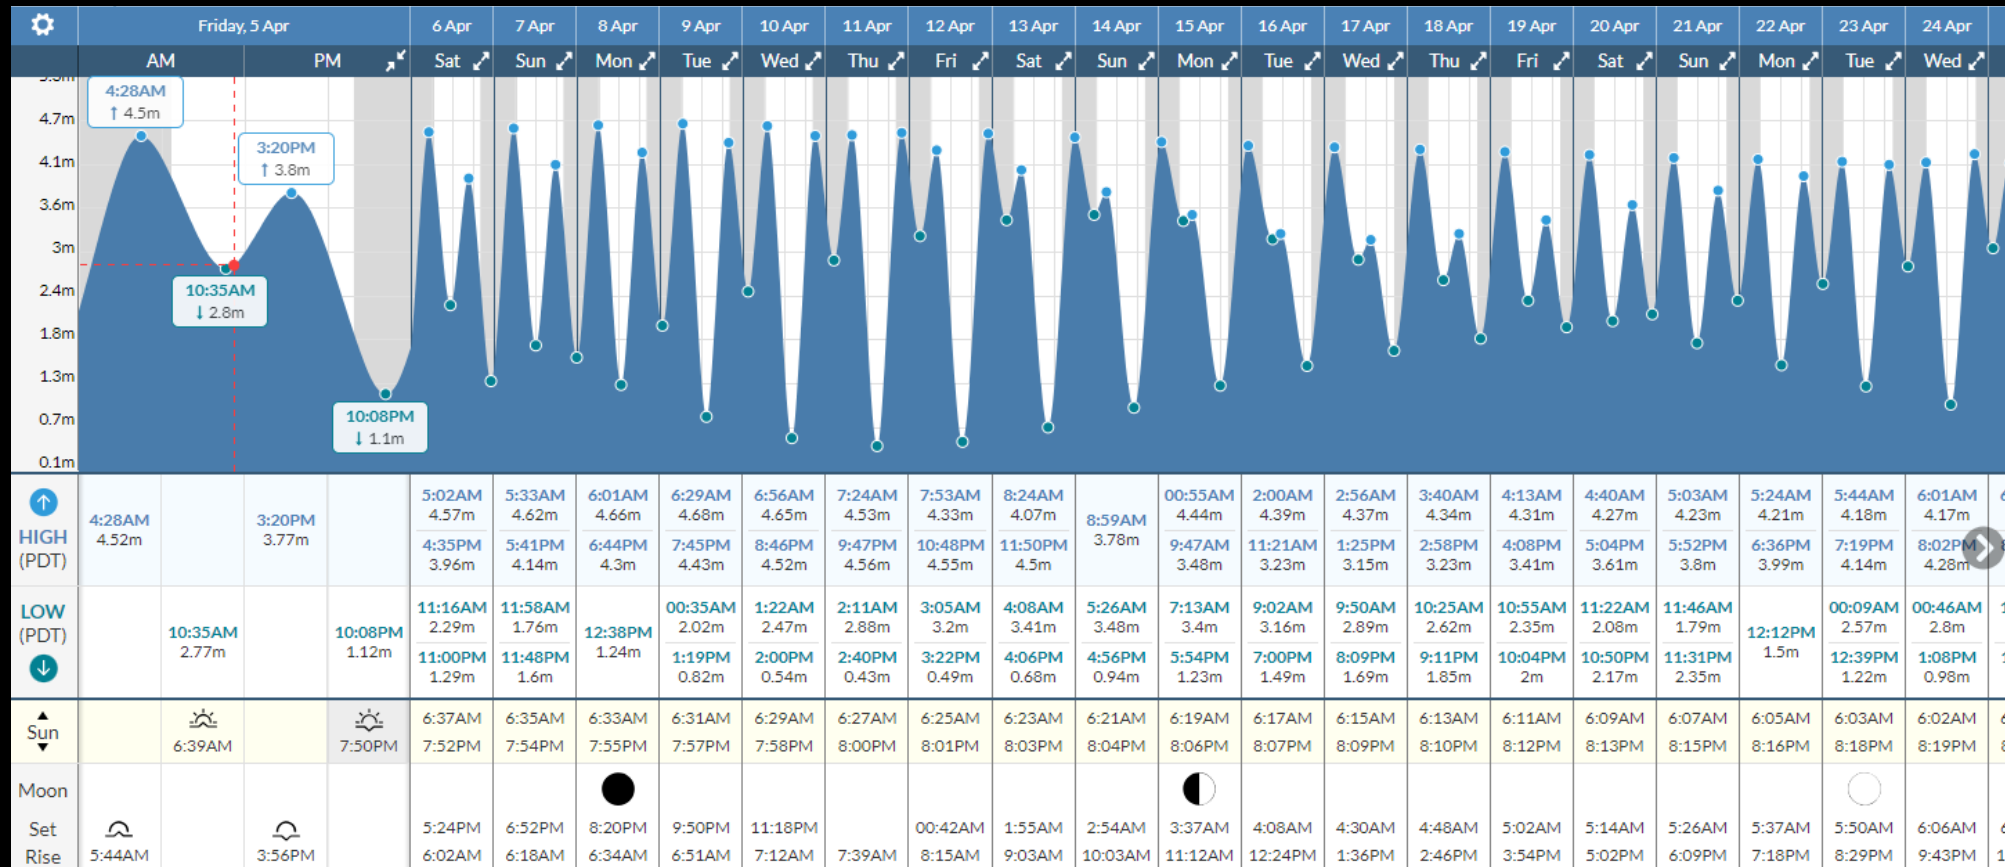 Friday, 5 Apr 6 Apr 7 Apr 8 Apr 9 Apr 10 Apr 11 Apr 12 Apr 13 Apr 14 Apr 15 Apr 16 Apr 17 Apr 18 Apr 19 Apr 20 Apr 21 Apr 22 Apr 23 Apr 24 Apr
AM PM Sat Sun Mon Tue Wed Thu Fri Sat Sun Mon Tue Wed Thu Fri Sat Sun Mon Tue Wed
5.3m
4:28AM
↑ 4.5m
4.7m
3:20PM
↑ 3.8m
4.1m
3.6m
3m
10:35AM
↓ 2.8m
2.4m
1.8m
1.3m
10:08PM
↓ 1.1m
0.7m
0.1m
HIGH
(PDT)
4:28AM 3:20PM
4.52m 3.77m
5:02AM 5:33AM 6:01AM 6:29AM 6:56AM 7:24AM 7:53AM 8:24AM 8:59AM 00:55AM 2:00AM 2:56AM 3:40AM 4:13AM 4:40AM 5:03AM 5:24AM 5:44AM 6:01AM
4.57m 4.62m 4.66m 4.68m 4.65m 4.53m 4.33m 4.07m 3.78m 4.44m 4.39m 4.37m 4.34m 4.31m 4.27m 4.23m 4.21m 4.18m 4.17m
4:35PM 5:41PM 6:44PM 7:45PM 8:46PM 9:47PM 10:48PM 11:50PM 9:47AM 11:21AM 1:25PM 2:58PM 4:08PM 5:04PM 5:52PM 6:36PM 7:19PM 8:02PM
3.96m 4.14m 4.3m 4.43m 4.52m 4.56m 4.55m 4.5m 3.48m 3.23m 3.15m 3.23m 3.41m 3.61m 3.8m 3.99m 4.14m 4.28m
LOW
(PDT)
10:35AM 10:08PM
2.77m 1.12m
11:16AM 11:58AM 12:38PM 00:35AM 1:22AM 2:11AM 3:05AM 4:08AM 5:26AM 7:13AM 9:02AM 9:50AM 10:25AM 10:55AM 11:22AM 11:46AM 12:12PM 00:09AM 00:46AM
2.29m 1.76m 1.24m 2.02m 2.47m 2.88m 3.2m 3.41m 3.48m 3.4m 3.16m 2.89m 2.62m 2.35m 2.08m 1.79m 1.5m 2.57m 2.8m
11:00PM 11:48PM 1:19PM 2:00PM 2:40PM 3:22PM 4:06PM 4:56PM 5:54PM 7:00PM 8:09PM 9:11PM 10:04PM 10:50PM 11:31PM 12:39PM 1:08PM
1.29m 1.6m 0.82m 0.54m 0.43m 0.49m 0.68m 0.94m 1.23m 1.49m 1.69m 1.85m 2m 2.17m 2.35m 1.22m 0.98m
Sun
6:39AM 7:50PM
6:37AM 6:35AM 6:33AM 6:31AM 6:29AM 6:27AM 6:25AM 6:23AM 6:21AM 6:19AM 6:17AM 6:15AM 6:13AM 6:11AM 6:09AM 6:07AM 6:05AM 6:03AM 6:02AM
7:52PM 7:54PM 7:55PM 7:57PM 7:58PM 8:00PM 8:01PM 8:03PM 8:04PM 8:06PM 8:07PM 8:09PM 8:10PM 8:12PM 8:13PM 8:15PM 8:16PM 8:18PM 8:19PM
Moon
Set 5:24PM 6:52PM 8:20PM 9:50PM 11:18PM 00:42AM 1:55AM 2:54AM 3:37AM 4:08AM 4:30AM 4:48AM 5:02AM 5:14AM 5:26AM 5:37AM 5:50AM 6:06AM
Rise 5:44AM 3:56PM 6:02AM 6:18AM 6:34AM 6:51AM 7:12AM 7:39AM 8:15AM 9:03AM 10:03AM 11:12AM 12:24PM 1:36PM 2:46PM 3:54PM 5:02PM 6:09PM 7:18PM 8:29PM 9:43PM